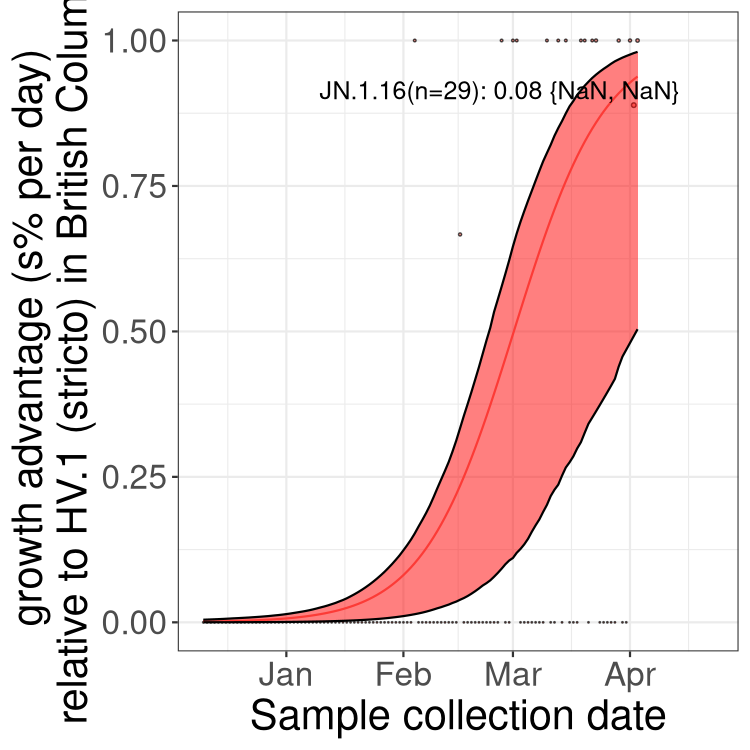 growth advantage (s% per day)
relative to HV.1 (stricto) in British Colum
1.00
0.75
0.50
0.25
0.00
JN.1.16(n=29): 0.08 {NaN, NaN}
Jan Feb Mar Apr
Sample collection date